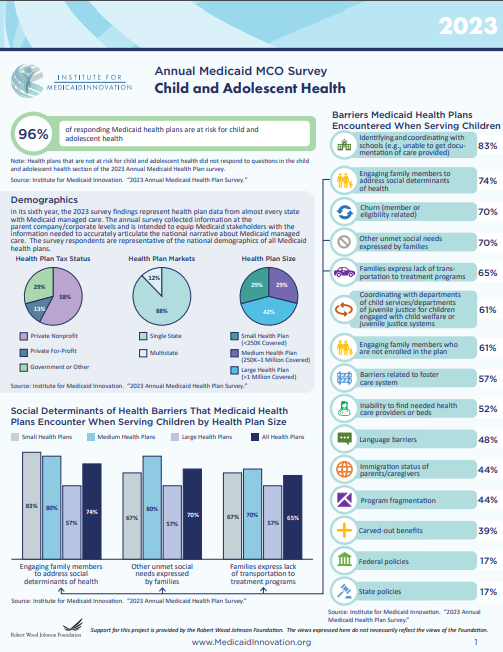 2023
INSTITUTE FOR
MEDICAIDINNOVATION
Annual Medicaid MCO Survey
Child and Adolescent Health
96%
of responding Medicaid health plans are at risk for child and
adolescent health
Note: Health plans that are not at risk for child and adolescent health did not respond to questions in the child
and adolescent health section of the 2023 Annual Medicaid Health Plan Survey.
Source: Institute for Medicaid Innovation. "2023 Annual Medicaid Health Plan Survey."
Demographics
In its sixth year, the 2023 survey findings represent health plan data from almost every state
with Medicaid managed care. The annual survey collected information at the
parent company/corporate levels and is intended to equip Medicaid stakeholders with the
information needed to accurately articulate the national narrative about Medicaid managed
care. The survey respondents are representative of the national demographics of all Medicaid
health plans.
Health Plan Tax Status
29%
58%
13%
Private Nonprofit
Private For-Profit
Government or Other
Health Plan Markets
12%
88%
Single State
Multistate
Health Plan Size
29%
29%
42%
Small Health Plan
(<250K Covered)
Medium Health Plan
(250K–1 Million Covered)
Large Health Plan
(>1 Million Covered)
Source: Institute for Medicaid Innovation. "2023 Annual Medicaid Health Plan Survey."
Social Determinants of Health Barriers That Medicaid Health
Plans Encounter When Serving Children by Health Plan Size
Small Health Plans
Medium Health Plans
Large Health Plans
All Health Plans
83%
80%
57%
74%
67%
80%
57%
70%
67%
70%
57%
65%
Engaging family members
to address social
determinants of health
Other unmet social
needs expressed
by families
Families express lack
of transportation to
treatment programs
Source: Institute for Medicaid Innovation. "2023 Annual Medicaid Health Plan Survey."
Barriers Medicaid Health Plans
Encountered When Serving Children
Identifying and coordinating with
schools (e.g., unable to get docu-
mentation of care provided)
83%
Engaging family members to
address social determinants
of health
74%
Churn (member or
eligibility related)
70%
Other unmet social needs
expressed by families
70%
Families express lack of trans-
portation to treatment programs
65%
Coordinating with departments
of child services/departments
of juvenile justice for children
engaged with child welfare or
juvenile justice systems
61%
Engaging family members who
are not enrolled in the plan
61%
Barriers related to foster
care system
57%
Inability to find needed health
care providers or beds
52%
Language barriers
48%
Immigration status of
parents/caregivers
44%
Program fragmentation
44%
Carved-out benefits
39%
Federal policies
17%
State policies
17%
Source: Institute for Medicaid Innovation. "2023 Annual
Medicaid Health Plan Survey."
Robert Wood Johnson Foundation
Support for this project is provided by the Robert Wood Johnson Foundation. The views expressed here do not necessarily reflect the views of the Foundation.
www.MedicaidInnovation.org
1